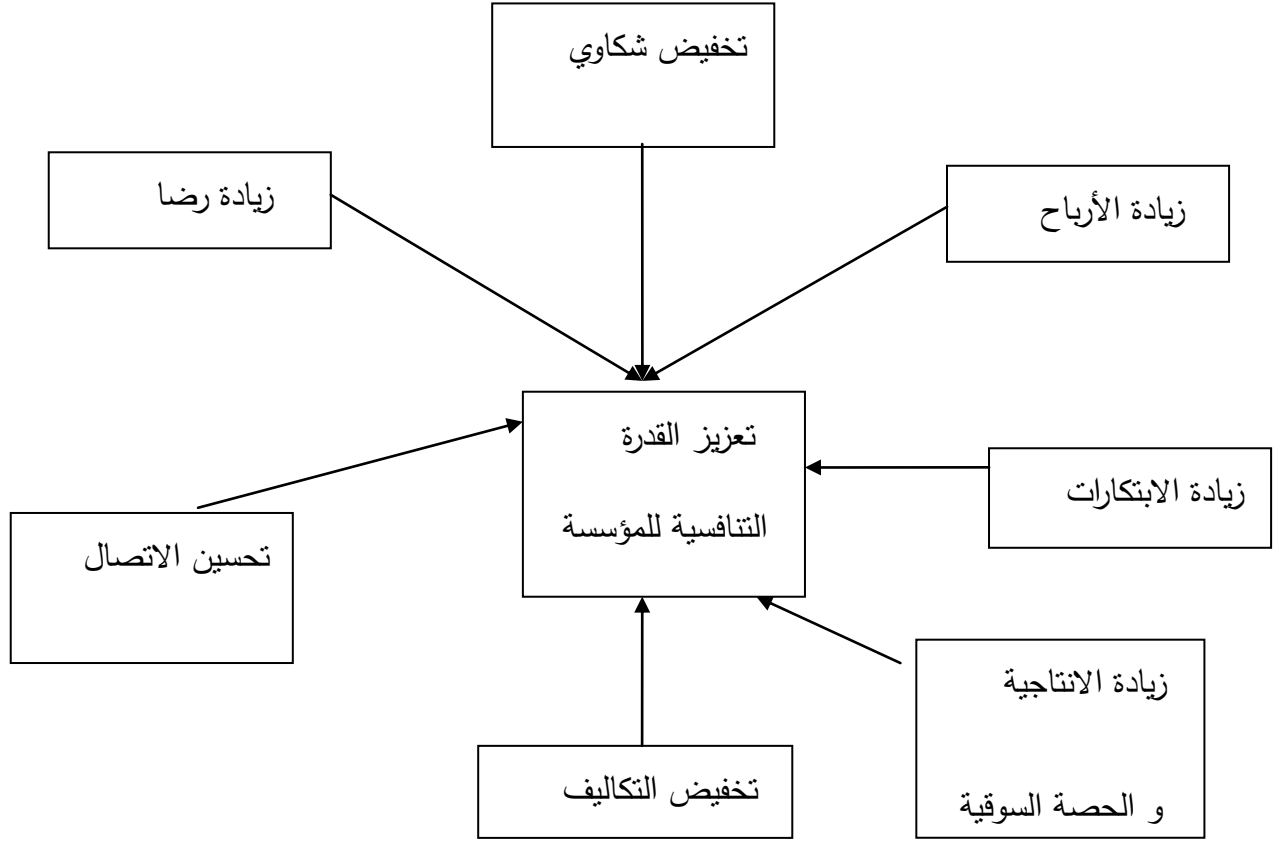 تخفيض شكاوي
زيادة الأرباح
زيادة رضا
تعزيز القدرة
التنافسية للمؤسسة
زيادة الابتكارات
تحسين الاتصال
زيادة الانتاجية
و الحصة السوقية
تخفيض التكاليف